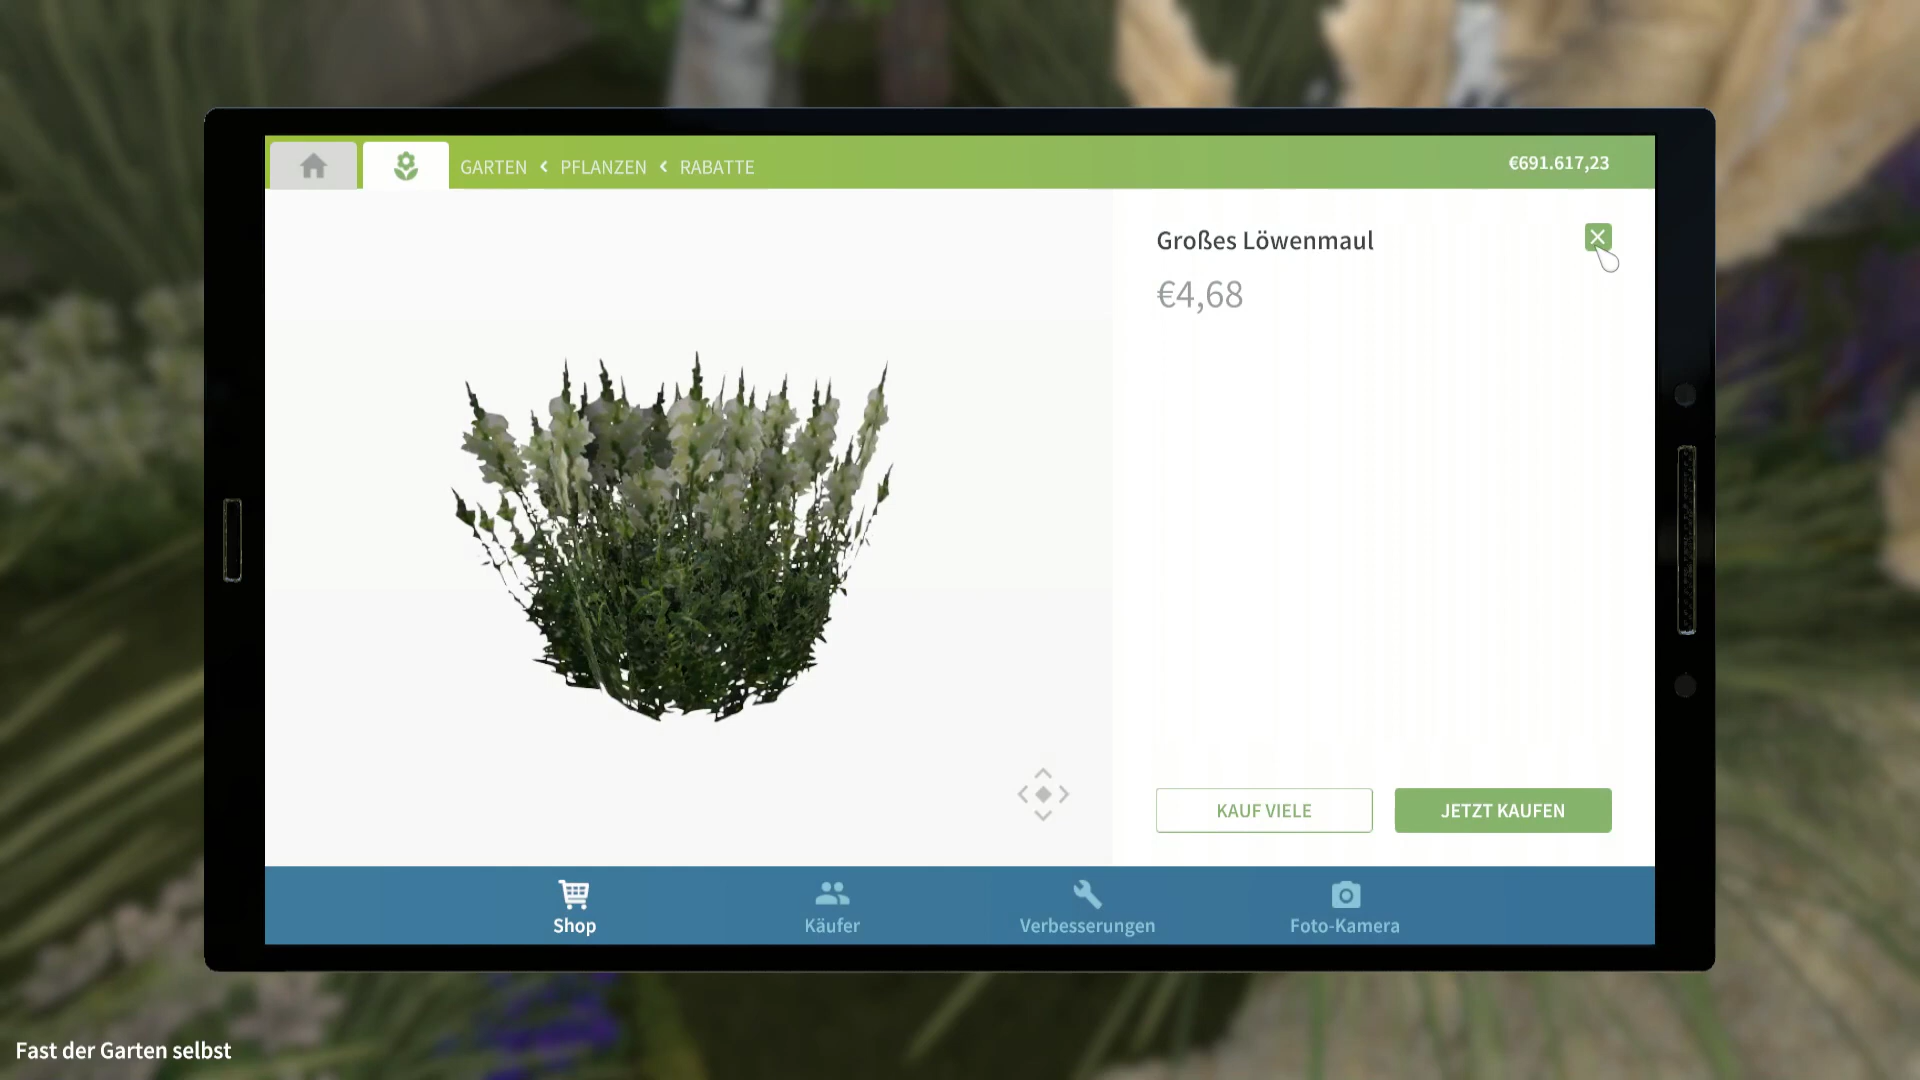 GARTEN < PFLANZEN < RABATTE
€691.617,23
Großes Löwenmaul
€4,68
KAUF VIELE
JETZT KAUFEN
Shop
Käufer
Verbesserungen
Foto-Kamera
Fast der Garten selbst